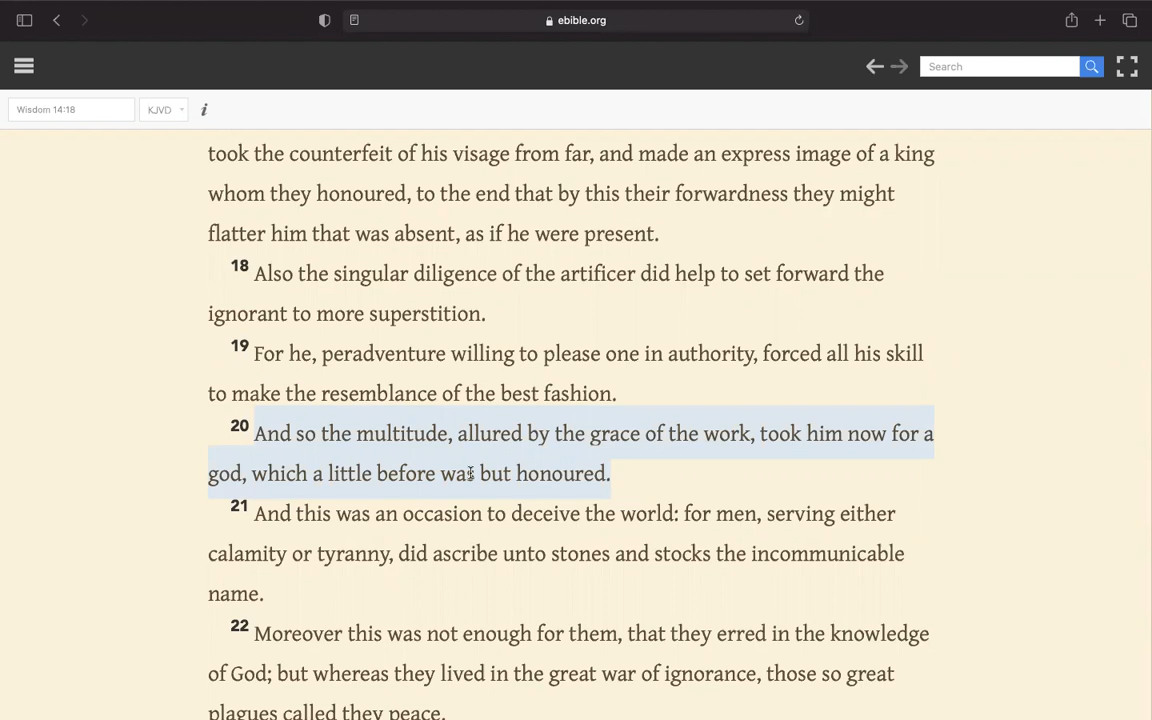 ebible.org
Search
Wisdom 14:18 KJVD i
took the counterfeit of his visage from far, and made an express image of a king
whom they honoured, to the end that by this their forwardness they might
flatter him that was absent, as if he were present.
18 Also the singular diligence of the artificer did help to set forward the
ignorant to more superstition.
19 For he, peradventure willing to please one in authority, forced all his skill
to make the resemblance of the best fashion.
20 And so the multitude, allured by the grace of the work, took him now for a
god, which a little before was but honoured.
21 And this was an occasion to deceive the world: for men, serving either
calamity or tyranny, did ascribe unto stones and stocks the incommunicable
name.
22 Moreover this was not enough for them, that they erred in the knowledge
of God; but whereas they lived in the great war of ignorance, those so great
plagues called they peace.